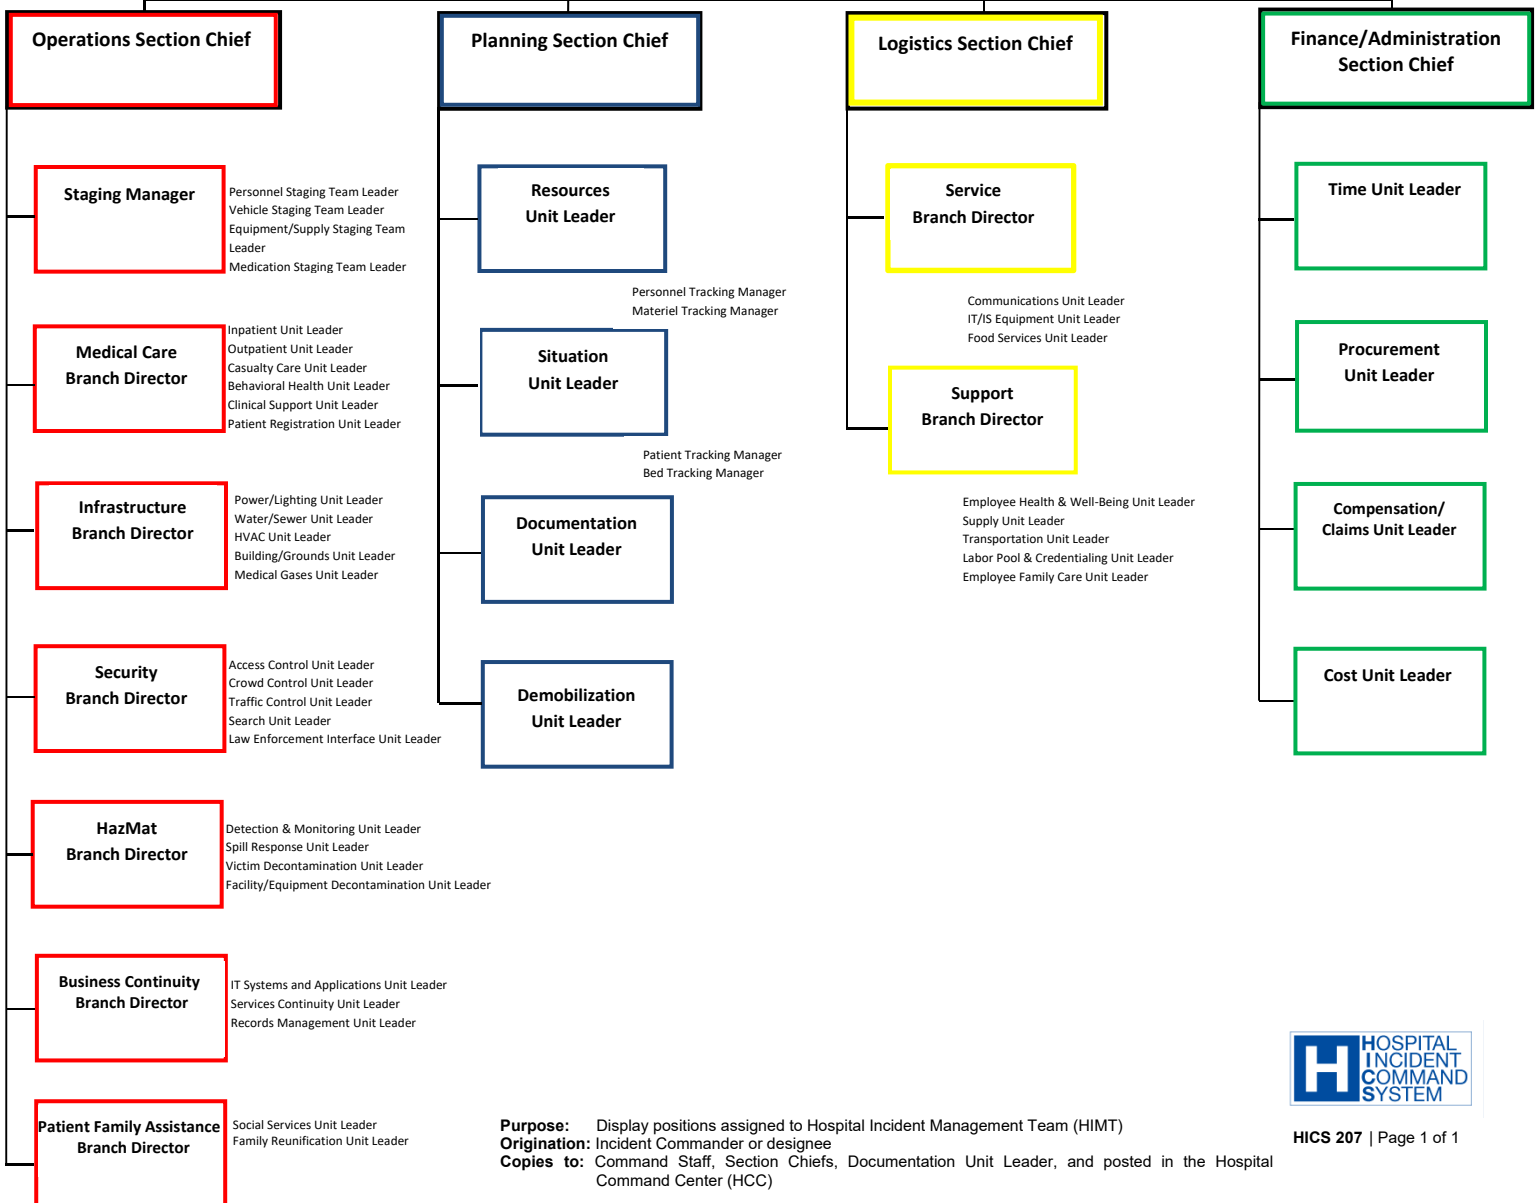 Operations Section Chief
Planning Section Chief
Logistics Section Chief
Finance/Administration
Section Chief
Staging Manager
Personnel Staging Team Leader
Vehicle Staging Team Leader
Equipment/Supply Staging Team
Leader
Medication Staging Team Leader
Medical Care
Branch Director
Inpatient Unit Leader
Outpatient Unit Leader
Casualty Care Unit Leader
Behavioral Health Unit Leader
Clinical Support Unit Leader
Patient Registration Unit Leader
Infrastructure
Branch Director
Power/Lighting Unit Leader
Water/Sewer Unit Leader
HVAC Unit Leader
Building/Grounds Unit Leader
Medical Gases Unit Leader
Security
Branch Director
Access Control Unit Leader
Crowd Control Unit Leader
Traffic Control Unit Leader
Search Unit Leader
Law Enforcement Interface Unit Leader
HazMat
Branch Director
Detection & Monitoring Unit Leader
Spill Response Unit Leader
Victim Decontamination Unit Leader
Facility/Equipment Decontamination Unit Leader
Business Continuity
Branch Director
IT Systems and Applications Unit Leader
Services Continuity Unit Leader
Records Management Unit Leader
Patient Family Assistance
Branch Director
Social Services Unit Leader
Family Reunification Unit Leader
Resources
Unit Leader
Personnel Tracking Manager
Materiel Tracking Manager
Situation
Unit Leader
Patient Tracking Manager
Bed Tracking Manager
Documentation
Unit Leader
Demobilization
Unit Leader
Service
Branch Director
Communications Unit Leader
IT/IS Equipment Unit Leader
Food Services Unit Leader
Support
Branch Director
Employee Health & Well-Being Unit Leader
Supply Unit Leader
Transportation Unit Leader
Labor Pool & Credentialing Unit Leader
Employee Family Care Unit Leader
Time Unit Leader
Procurement
Unit Leader
Compensation/
Claims Unit Leader
Cost Unit Leader
Purpose: Display positions assigned to Hospital Incident Management Team (HIMT)
Origination: Incident Commander or designee
Copies to: Command Staff, Section Chiefs, Documentation Unit Leader, and posted in the Hospital
Command Center (HCC)
H
HOSPITAL
INCIDENT
COMMAND
SYSTEM
HICS 207 | Page 1 of 1